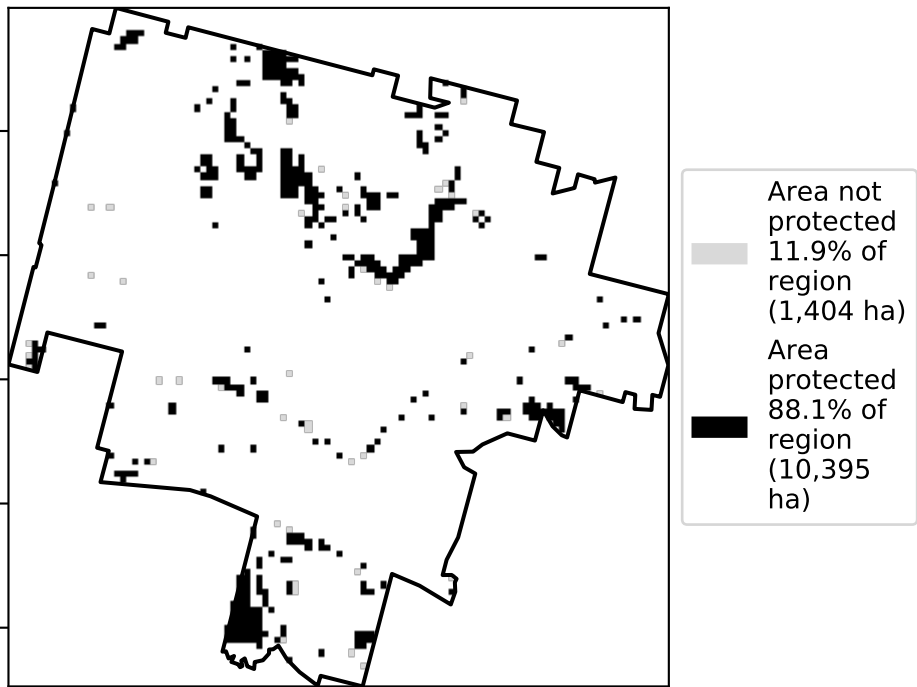 Area not
protected
11.9% of
region
(1,404 ha)
Area
protected
88.1% of
region
(10,395
ha)